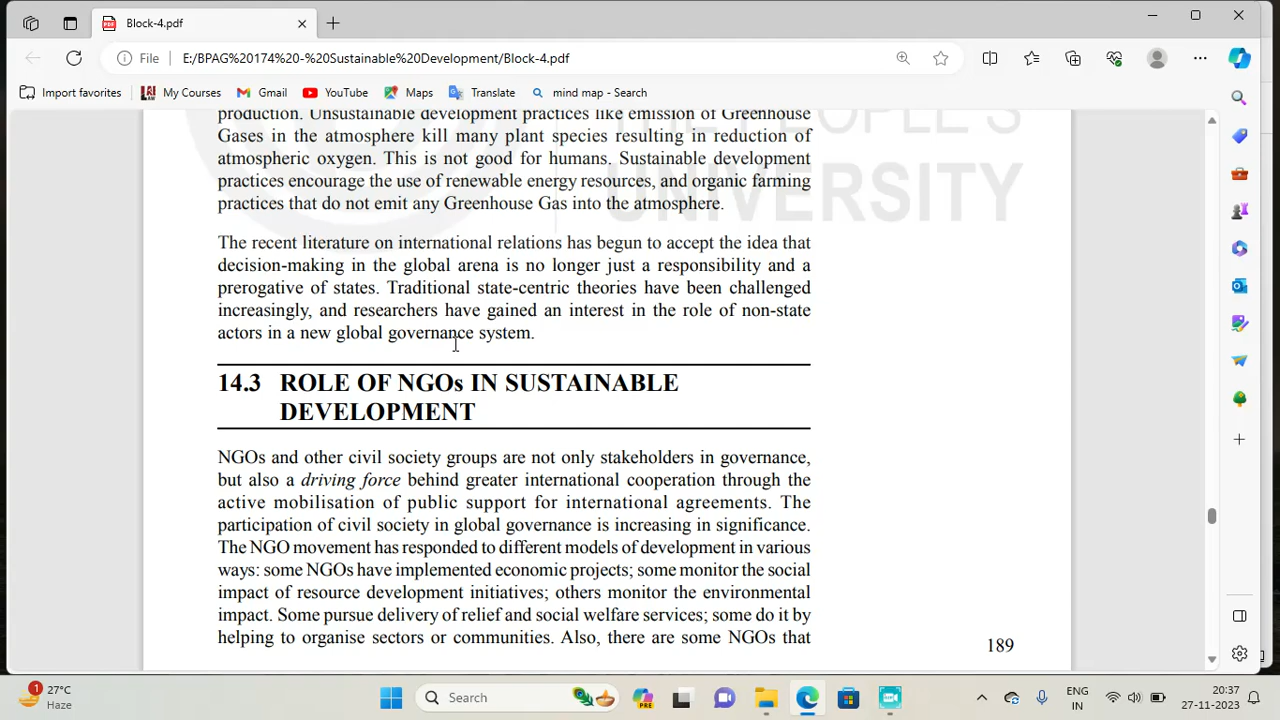 Block-4.pdf
File
E:/BPAG%20174%20-%20Sustainable%20Development/Block-4.pdf
Import favorites
My Courses
Gmail
YouTube
Maps
Translate
mind map - Search
production. Unsustainable development practices like emission of Greenhouse
Gases in the atmosphere kill many plant species resulting in reduction of
atmospheric oxygen. This is not good for humans. Sustainable development
practices encourage the use of renewable energy resources, and organic farming
practices that do not emit any Greenhouse Gas into the atmosphere.
THE PEOPLE'S
UNIVERSITY
The recent literature on international relations has begun to accept the idea that
decision-making in the global arena is no longer just a responsibility and a
prerogative of states. Traditional state-centric theories have been challenged
increasingly, and researchers have gained an interest in the role of non-state
actors in a new global governance system.
14.3 ROLE OF NGOs IN SUSTAINABLE
DEVELOPMENT
NGOs and other civil society groups are not only stakeholders in governance,
but also a driving force behind greater international cooperation through the
active mobilisation of public support for international agreements. The
participation of civil society in global governance is increasing in significance.
The NGO movement has responded to different models of development in various
ways: some NGOs have implemented economic projects; some monitor the social
impact of resource development initiatives; others monitor the environmental
impact. Some pursue delivery of relief and social welfare services; some do it by
helping to organise sectors or communities. Also, there are some NGOs that
189
1
27°C
Haze
Search
PRE
ENG
IN
20:37
27-11-2023